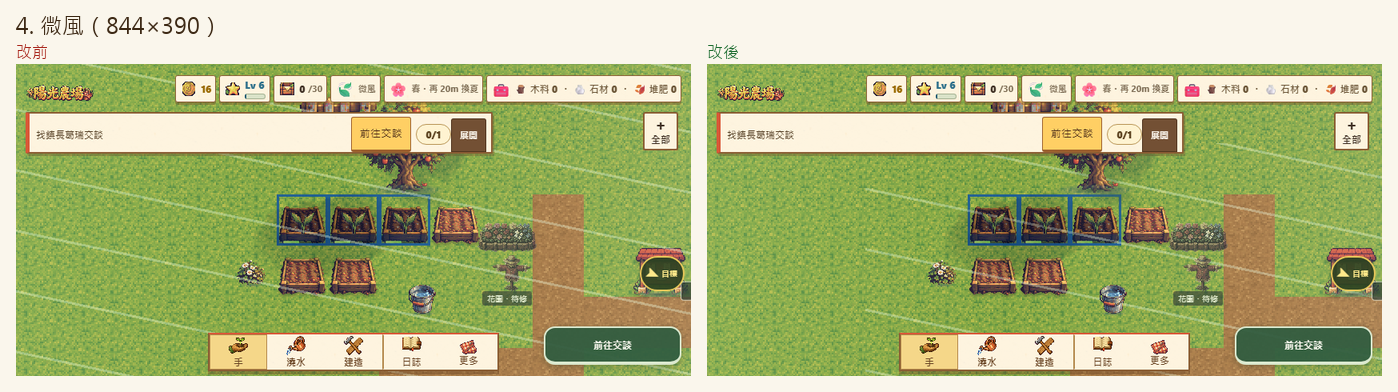 4. 微風（844×390）
改前
陽光農場
16
Lv 6
0 /30
微風
春 · 再 20m 換夏
木料 0 · 石材 0 · 堆肥 0
找鎮長葛瑞交談
前往交談
0/1
展開
+
全部
目標
花圃 · 待修
手
澆水
建造
日誌
更多
前往交談
改後
陽光農場
16
Lv 6
0 /30
微風
春 · 再 20m 換夏
木料 0 · 石材 0 · 堆肥 0
找鎮長葛瑞交談
前往交談
0/1
展開
+
全部
目標
花圃 · 待修
手
澆水
建造
日誌
更多
前往交談